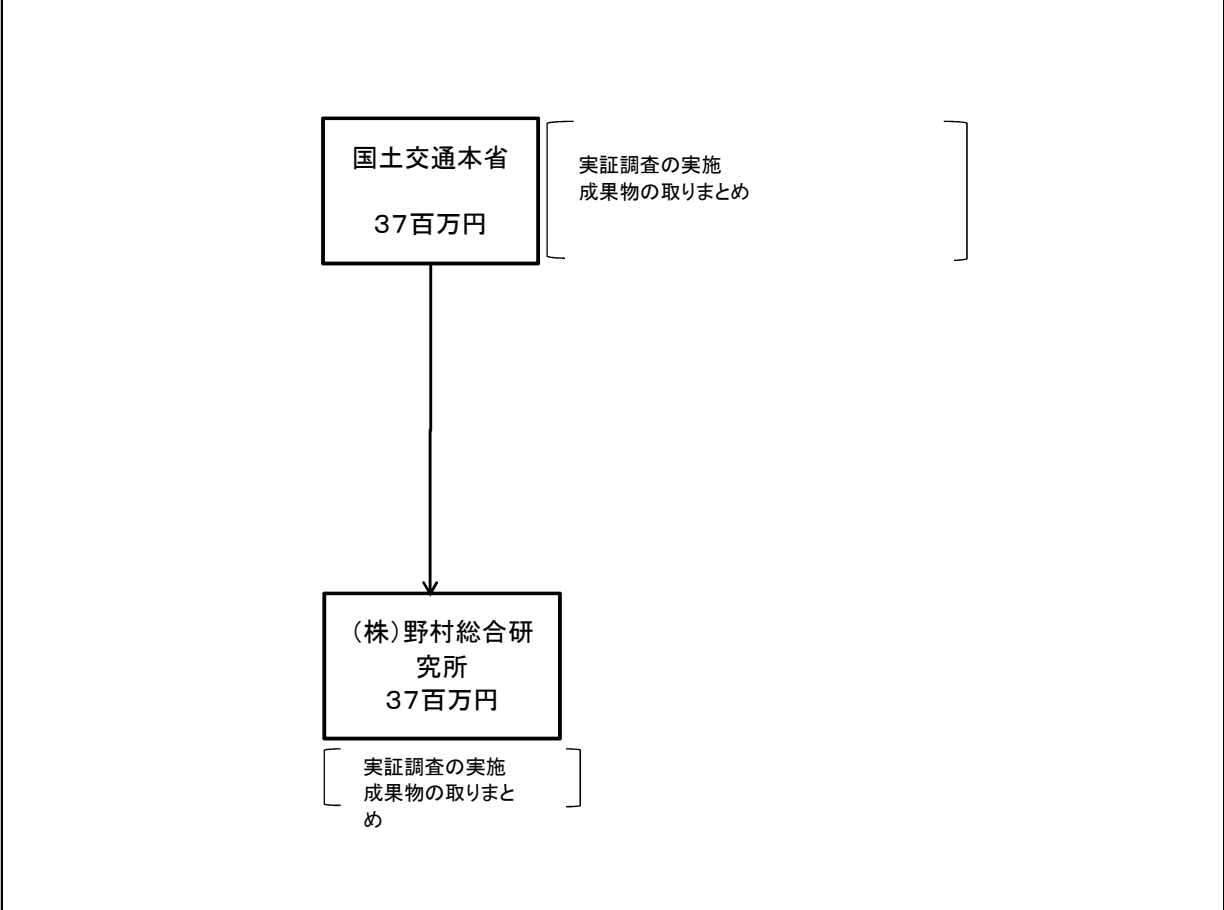 国土交通本省
３７百万円
実証調査の実施
成果物の取りまとめ
（株）野村総合研
究所
３７百万円
実証調査の実施
成果物の取りまと
め